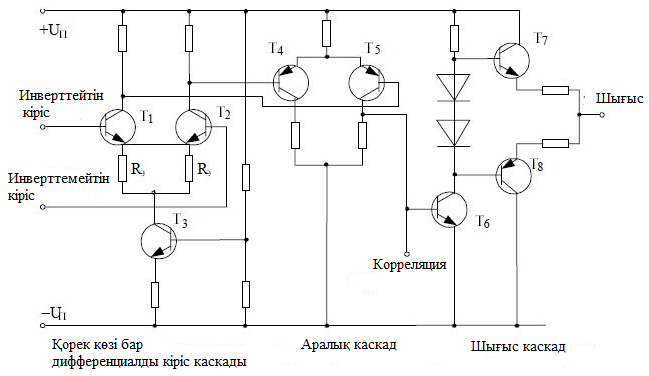 +UП
T4
T5
T7
Инверттейтін
кіріс
T1
T2
Шығыс
Rэ
Rэ
T8
Инверттемейтін
кіріс
T3
T6
Корреляция
–UП
Қорек көзі бар
дифференциалды кіріс каскады
Аралық каскад
Шығыс каскад